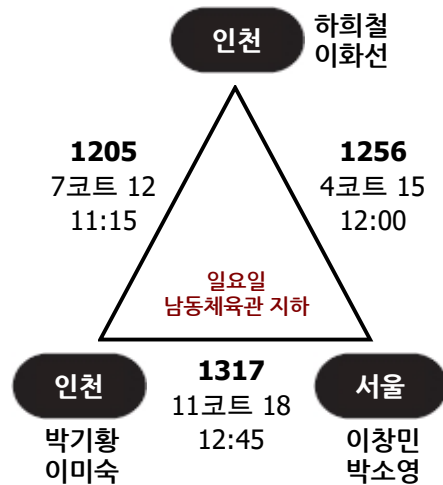 인천
하희철
이화선
1205
7코트 12
11:15
1256
4코트 15
12:00
일요일
남동체육관 지하
인천
박기황
이미숙
1317
11코트 18
12:45
서울
이창민
박소영